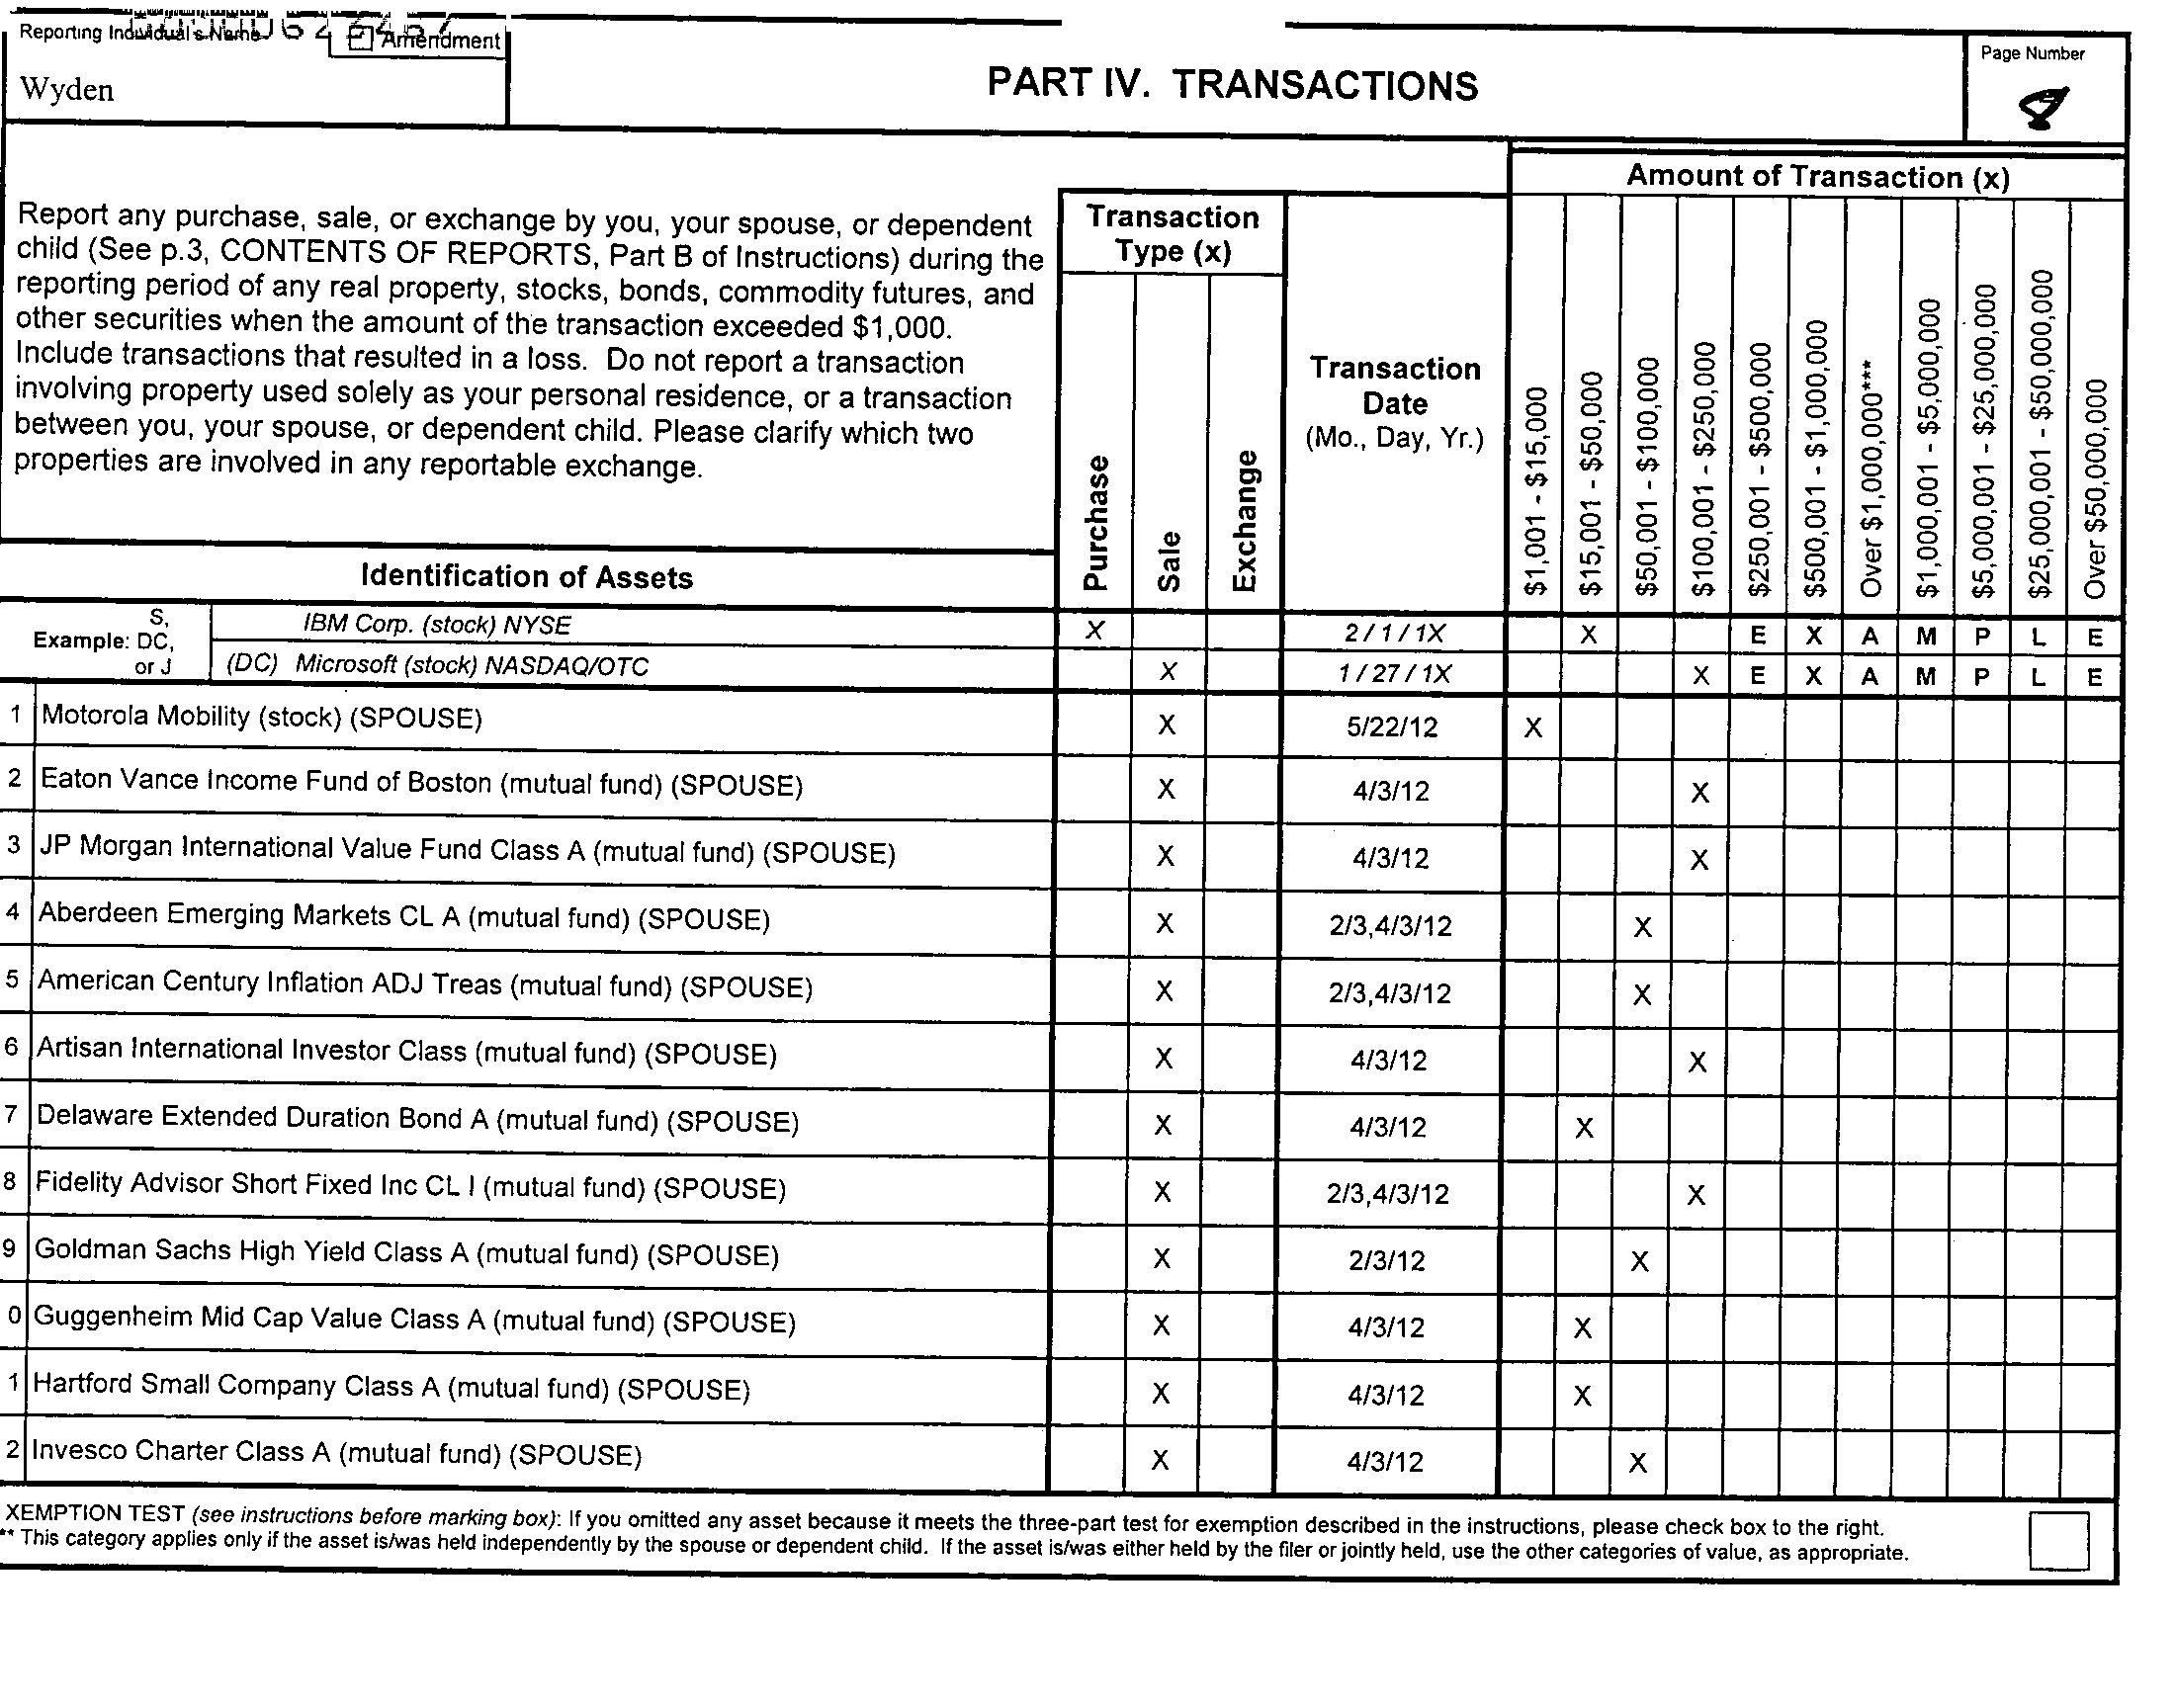 Reporting Individual's Name
Amendment
Wyden
PART IV. TRANSACTIONS
Page Number
Report any purchase, sale, or exchange by you, your spouse, or dependent
child (See p.3, CONTENTS OF REPORTS, Part B of Instructions) during the
reporting period of any real property, stocks, bonds, commodity futures, and
other securities when the amount of the transaction exceeded $1,000.
Include transactions that resulted in a loss. Do not report a transaction
involving property used solely as your personal residence, or a transaction
between you, your spouse, or dependent child. Please clarify which two
properties are involved in any reportable exchange.
Identification of Assets
Transaction
Type (x)
Purchase
Sale
Exchange
Transaction
Date
(Mo., Day, Yr.)
Amount of Transaction (x)
$1,001 - $15,000
$15,001 - $50,000
$50,001 - $100,000
$100,001 - $250,000
$250,001 - $500,000
$500,001 - $1,000,000
Over $1,000,000***
$1,000,001 - $5,000,000
$5,000,001 - $25,000,000
$25,000,001 - $50,000,000
Over $50,000,000
Example: S, DC, or J
IBM Corp. (stock) NYSE X 2 / 1 / 1X X E X A M P L E
(DC) Microsoft (stock) NASDAQ/OTC X 1 / 27 / 1X X E X A M P L E
1 Motorola Mobility (stock) (SPOUSE) X 5/22/12 X
2 Eaton Vance Income Fund of Boston (mutual fund) (SPOUSE) X 4/3/12 X
3 JP Morgan International Value Fund Class A (mutual fund) (SPOUSE) X 4/3/12 X
4 Aberdeen Emerging Markets CL A (mutual fund) (SPOUSE) X 2/3,4/3/12 X
5 American Century Inflation ADJ Treas (mutual fund) (SPOUSE) X 2/3,4/3/12 X
6 Artisan International Investor Class (mutual fund) (SPOUSE) X 4/3/12 X
7 Delaware Extended Duration Bond A (mutual fund) (SPOUSE) X 4/3/12 X
8 Fidelity Advisor Short Fixed Inc CL I (mutual fund) (SPOUSE) X 2/3,4/3/12 X
9 Goldman Sachs High Yield Class A (mutual fund) (SPOUSE) X 2/3/12 X
0 Guggenheim Mid Cap Value Class A (mutual fund) (SPOUSE) X 4/3/12 X
1 Hartford Small Company Class A (mutual fund) (SPOUSE) X 4/3/12 X
2 Invesco Charter Class A (mutual fund) (SPOUSE) X 4/3/12 X
XEMPTION TEST (see instructions before marking box): If you omitted any asset because it meets the three-part test for exemption described in the instructions, please check box to the right.
** This category applies only if the asset is/was held independently by the spouse or dependent child. If the asset is/was either held by the filer or jointly held, use the other categories of value, as appropriate.